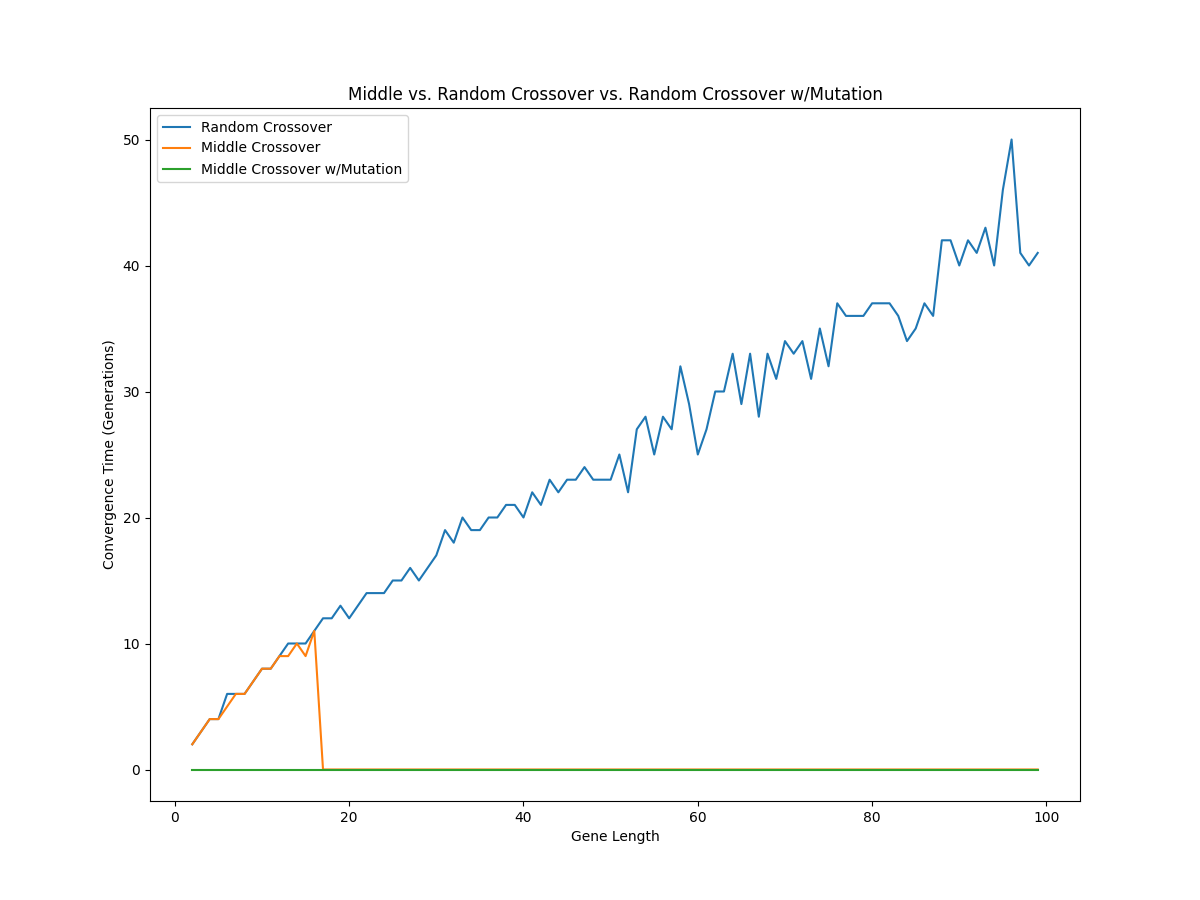 Middle vs. Random Crossover vs. Random Crossover w/Mutation
Random Crossover
Middle Crossover
Middle Crossover w/Mutation
50
40
30
20
10
0
Convergence Time (Generations)
0 20 40 60 80 100
Gene Length